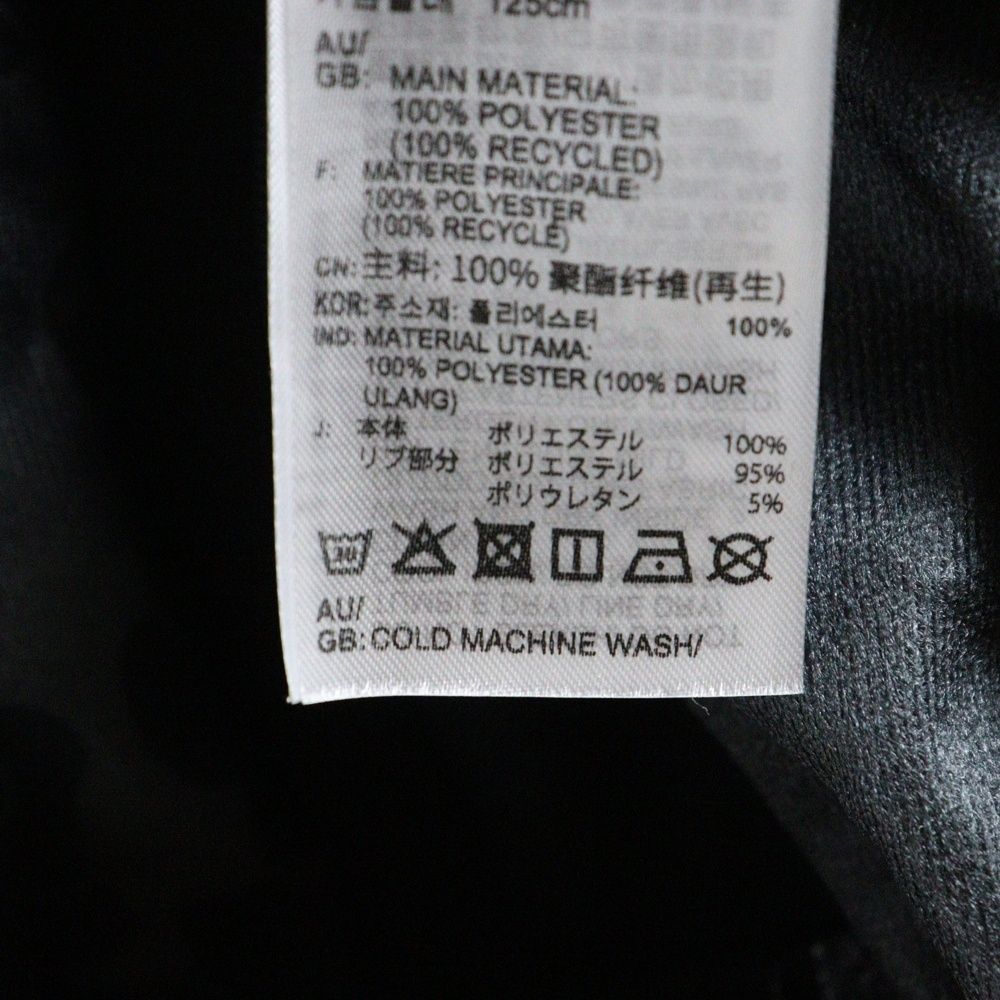 125cm
AU/
GB: MAIN MATERIAL:
100% POLYESTER
(100% RECYCLED)
F: MATIERE PRINCIPALE:
100% POLYESTER
(100% RECYCLE)
CN: 主料: 100% 聚酯纤维(再生)
KOR: 주소재: 폴리에스터 100%
IND: MATERIAL UTAMA:
100% POLYESTER (100% DAUR
ULANG)
J: 本体 ポリエステル 100%
リブ部分 ポリエステル 95%
ポリウレタン 5%
30
AU/
GB: COLD MACHINE WASH/